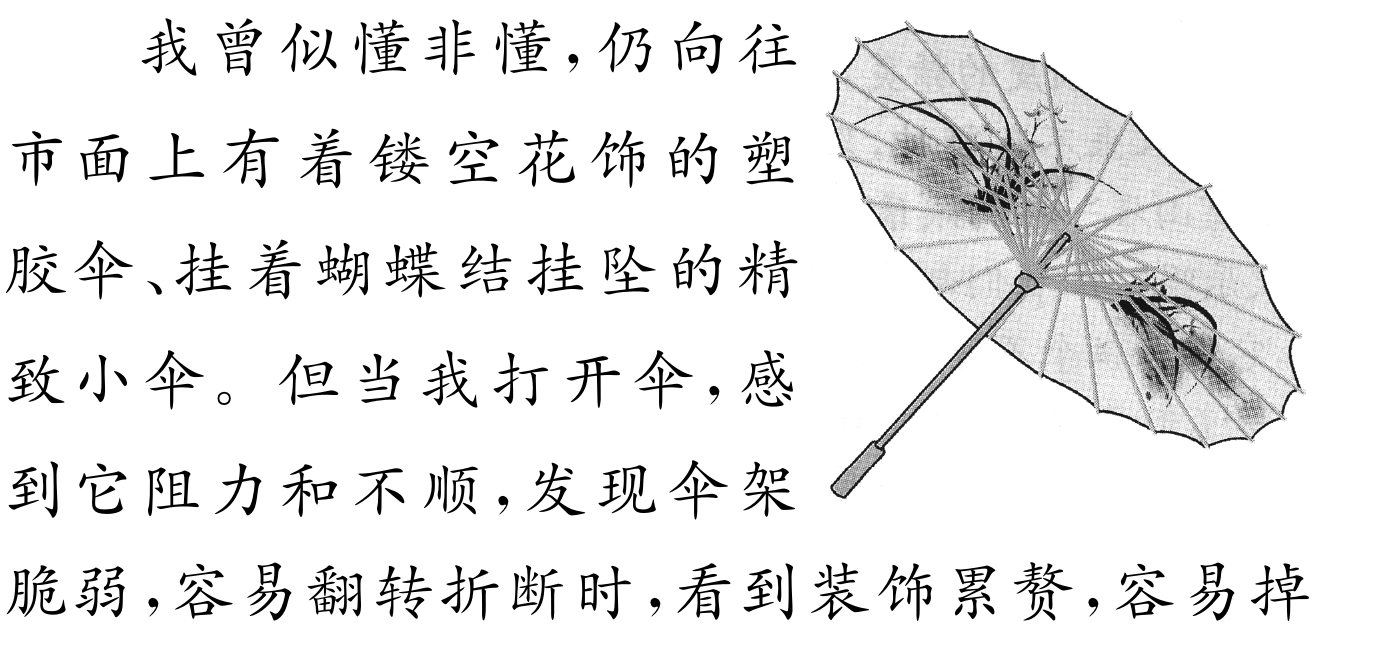 我曾似懂非懂，仍向往
市面上有着镂空花饰的塑
胶伞、挂着蝴蝶结挂坠的精
致小伞。但当我打开伞，感
到它阻力和不顺，发现伞架
脆弱，容易翻转折断时，看到装饰累赘，容易掉